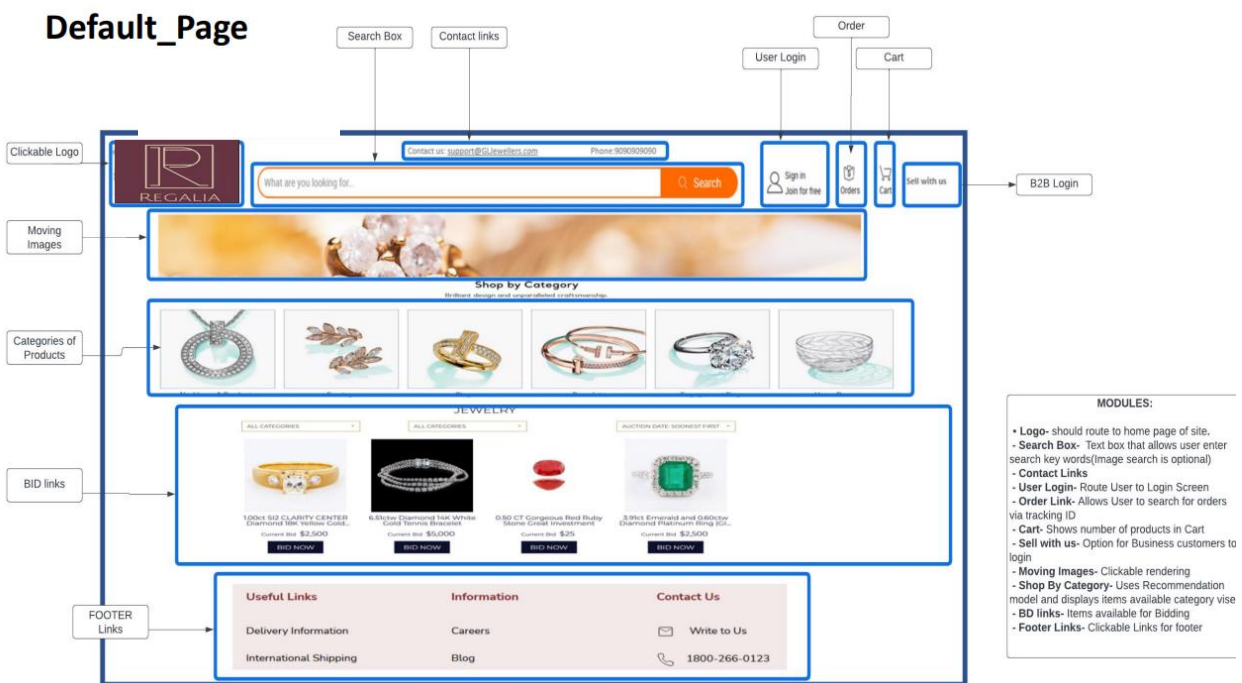 Default_Page
Search Box
Contact links
Order
User Login
Cart
Clickable Logo
R
REGALIA
Contact us: support@GIJewellers.com
Phone:9090909090
What are you looking for..
Search
Sign in
Join for free
Orders
Cart
Sell with us
B2B Login
Moving
Images
Shop by Category
Brilliant design and unparalleled craftsmanship.
Categories of
Products
JEWELRY
ALL CATEGORIES
ALL CATEGORIES
AUCTION DATE: SOONEST FIRST
BID links
1.00ct SI2 CLARITY CENTER
Diamond 18K Yellow Gold...
Current Bid $2,500
BID NOW
6.51ctw Diamond 14K White
Gold Tennis Bracelet
Current Bid $5,000
BID NOW
0.50 CT Gorgeous Red Ruby
Stone Great Investment
Current Bid $25
BID NOW
3.91ct Emerald and 0.60ctw
Diamond Platinum Ring (GI...
Current Bid $2,500
BID NOW
FOOTER
Links
Useful Links
Information
Contact Us
Delivery Information
Careers
Write to Us
International Shipping
Blog
1800-266-0123
MODULES:
• Logo- should route to home page of site.
- Search Box- Text box that allows user enter
search key words(Image search is optional)
- Contact Links
- User Login- Route User to Login Screen
- Order Link- Allows User to search for orders
via tracking ID
- Cart- Shows number of products in Cart
- Sell with us- Option for Business customers to
login
- Moving Images- Clickable rendering
- Shop By Category- Uses Recommendation
model and displays items available category vise
- BD links- Items available for Bidding
- Footer Links- Clickable Links for footer